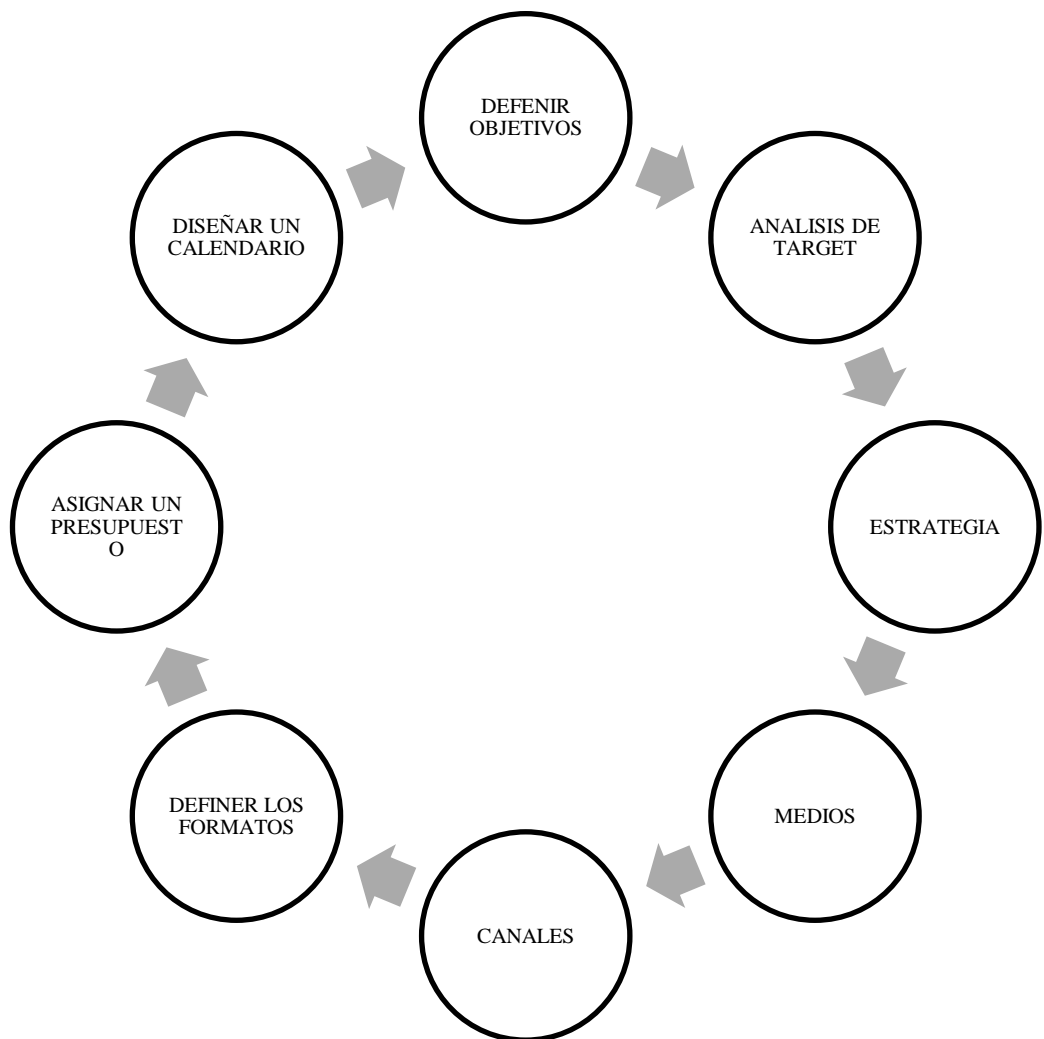 DEFENIR
OBJETIVOS
ANALISIS DE
TARGET
ESTRATEGIA
MEDIOS
CANALES
DEFINER LOS
FORMATOS
ASIGNAR UN
PRESUPUEST
O
DISEÑAR UN
CALENDARIO